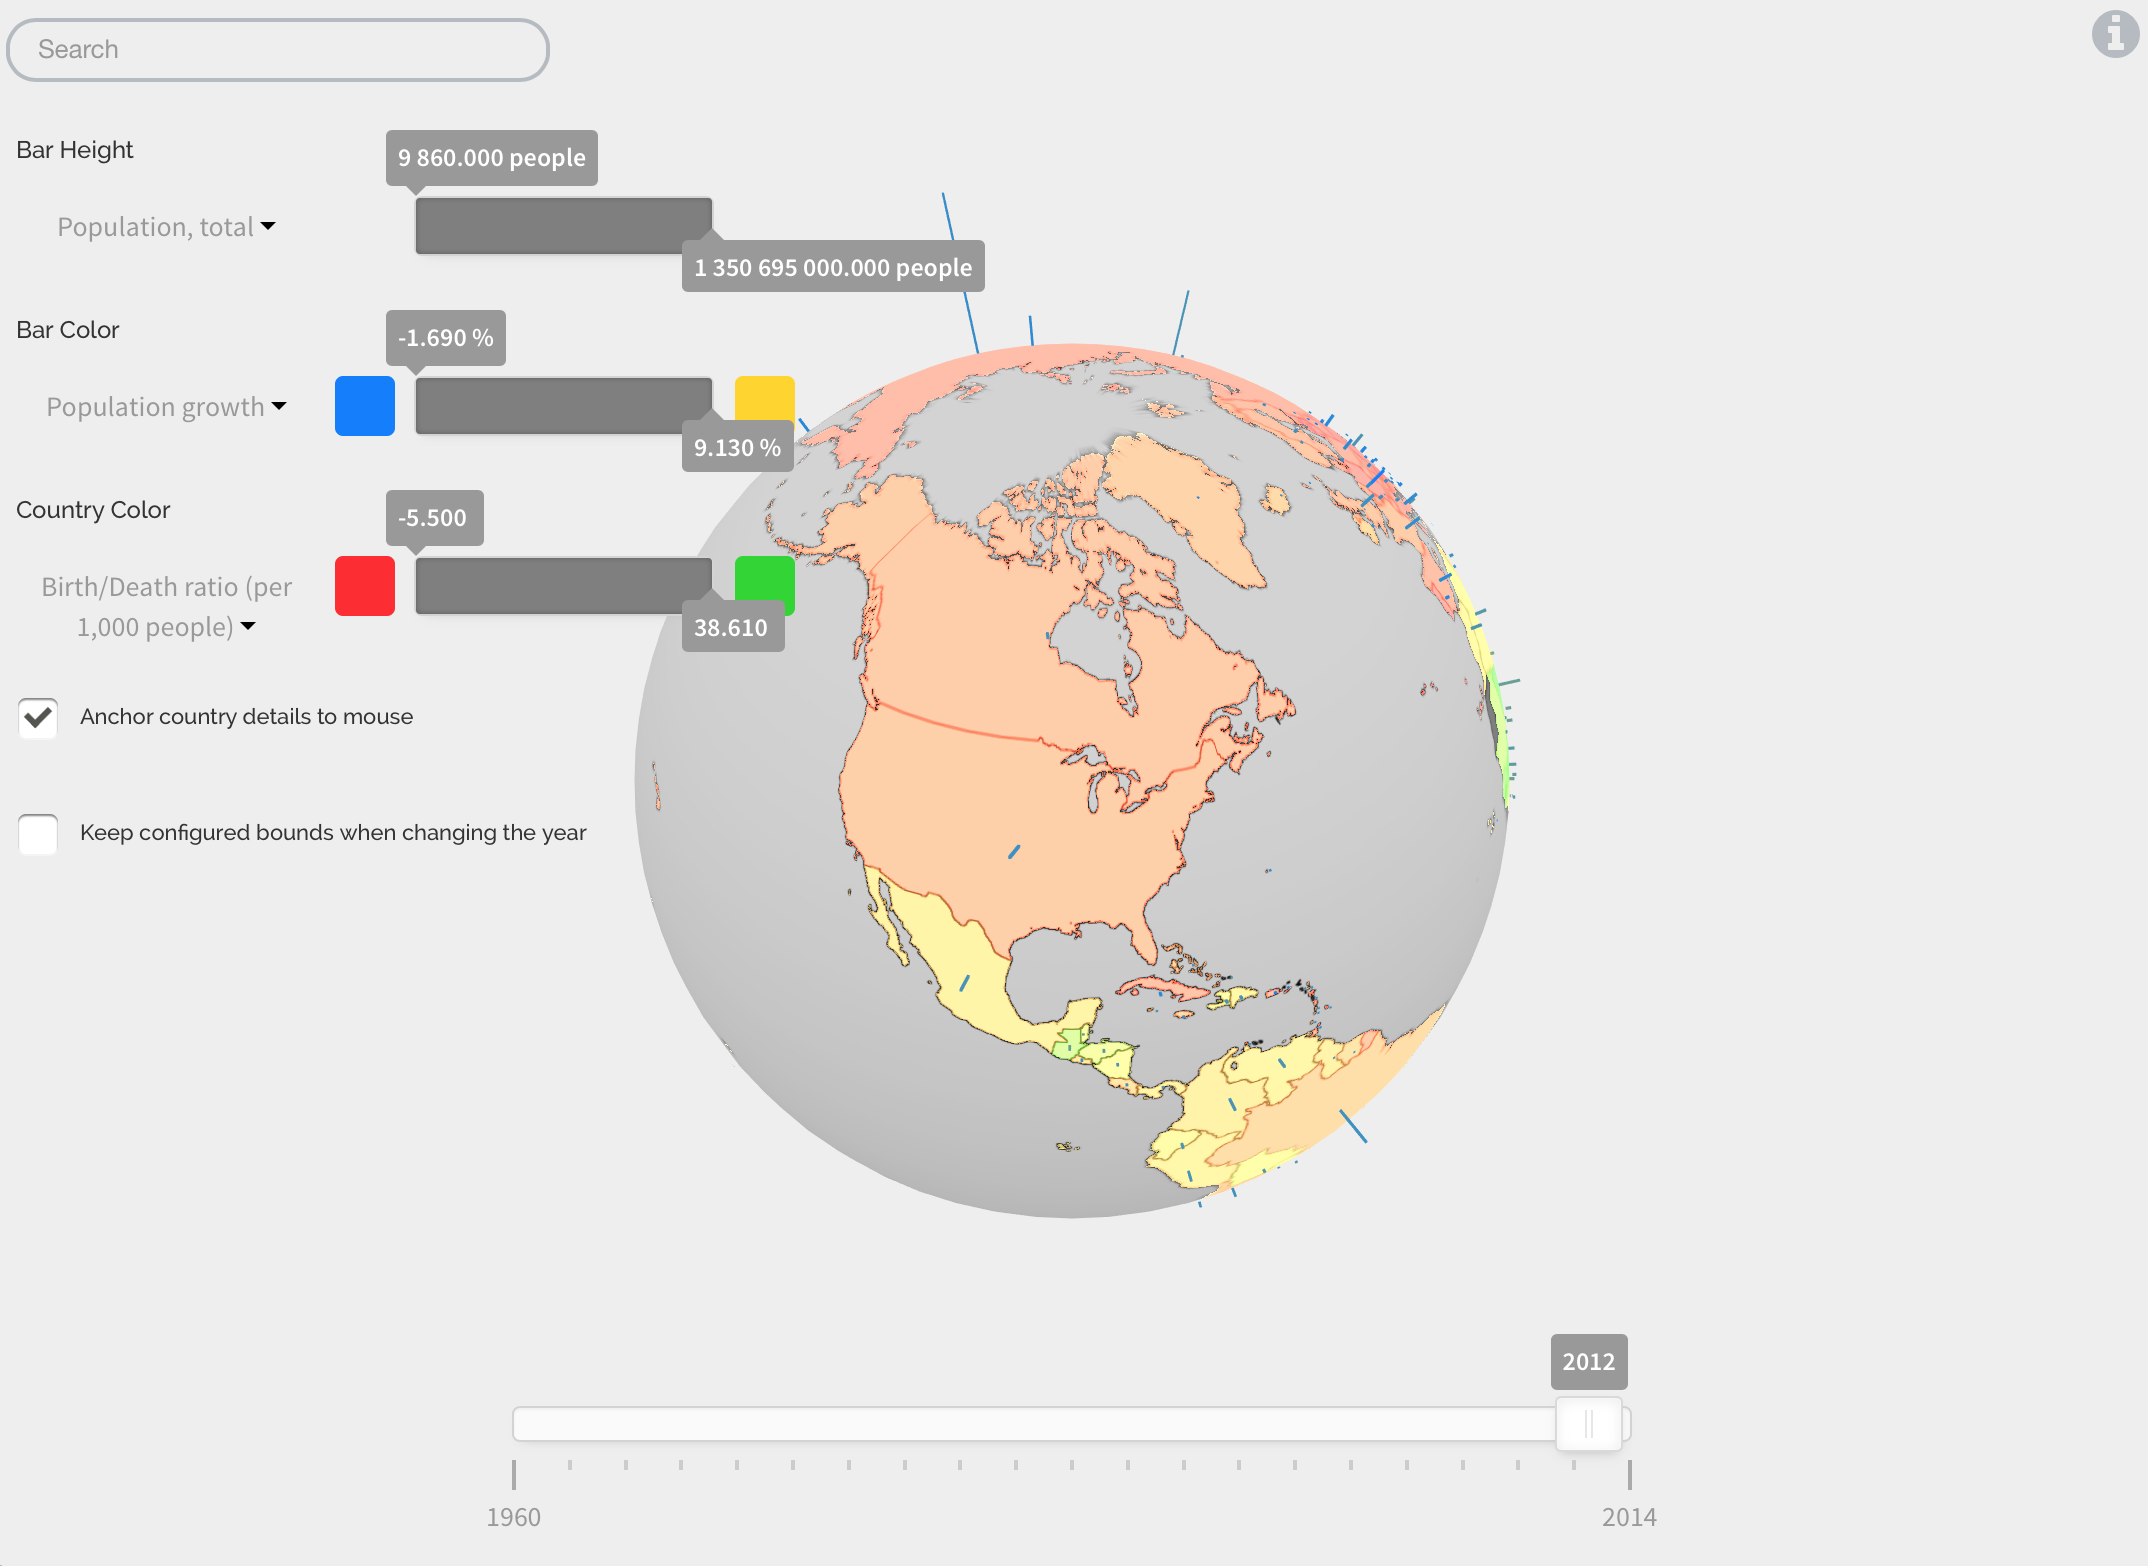 Search
Bar Height
9 860.000 people
Population, total
1 350 695 000.000 people
Bar Color
-1.690 %
Population growth
9.130 %
Country Color
-5.500
Birth/Death ratio (per
1,000 people)
38.610
Anchor country details to mouse
Keep configured bounds when changing the year
2012
1960
2014